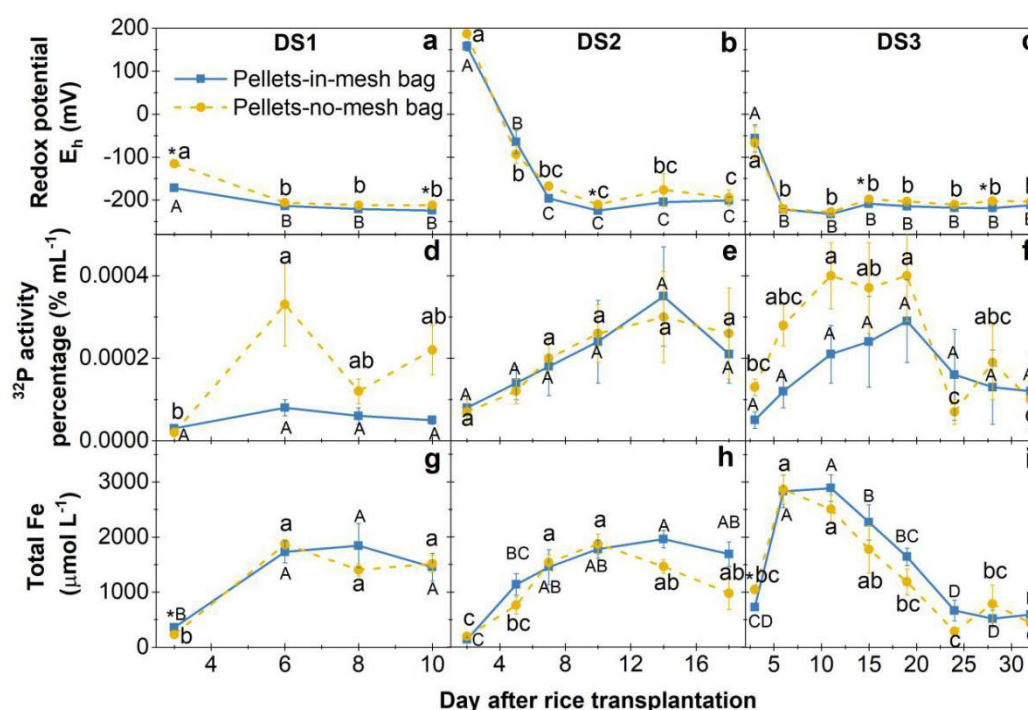 DS1 a DS2 b DS3 c
Pellets-in-mesh bag
Pellets-no-mesh bag
Redox potential
E_h (mV)
200
100
0
-100
-200
*a
A
b
B
b
B
*b
B
a
A
B
b
bc
C
*c
C
bc
C
c
C
A
a
b
B
b
B
*b
B
b
B
b
B
*b
B
b
B
d e f
³²P activity
percentage (% mL⁻¹)
0.0004
0.0002
0.0000
b
A
a
A
ab
A
ab
A
A
a
A
a
a
A
a
A
A
a
a
A
bc
A
abc
A
a
A
ab
A
a
A
A
c
a
A
A
g h i
Total Fe
(µmol L⁻¹)
3000
2000
1000
0
*B
b
a
A
A
a
a
A
c
C
BC
bc
a
AB
a
AB
A
ab
AB
ab
*bc
CD
a
A
A
a
B
ab
BC
bc
D
c
bc
D
4 6 8 10 4 8 12 16 5 10 15 20 25 30
Day after rice transplantation